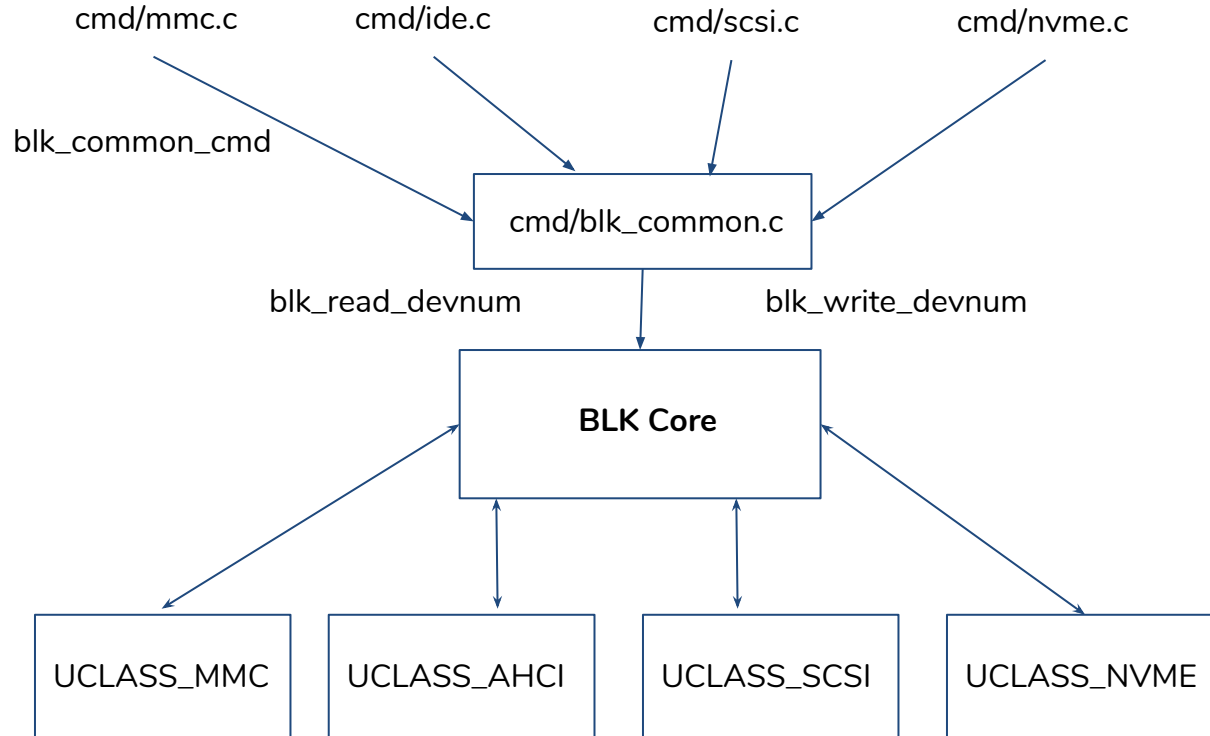 cmd/mmc.c
cmd/ide.c
cmd/scsi.c
cmd/nvme.c
blk_common_cmd
cmd/blk_common.c
blk_read_devnum
blk_write_devnum
BLK Core
UCLASS_MMC
UCLASS_AHCI
UCLASS_SCSI
UCLASS_NVME